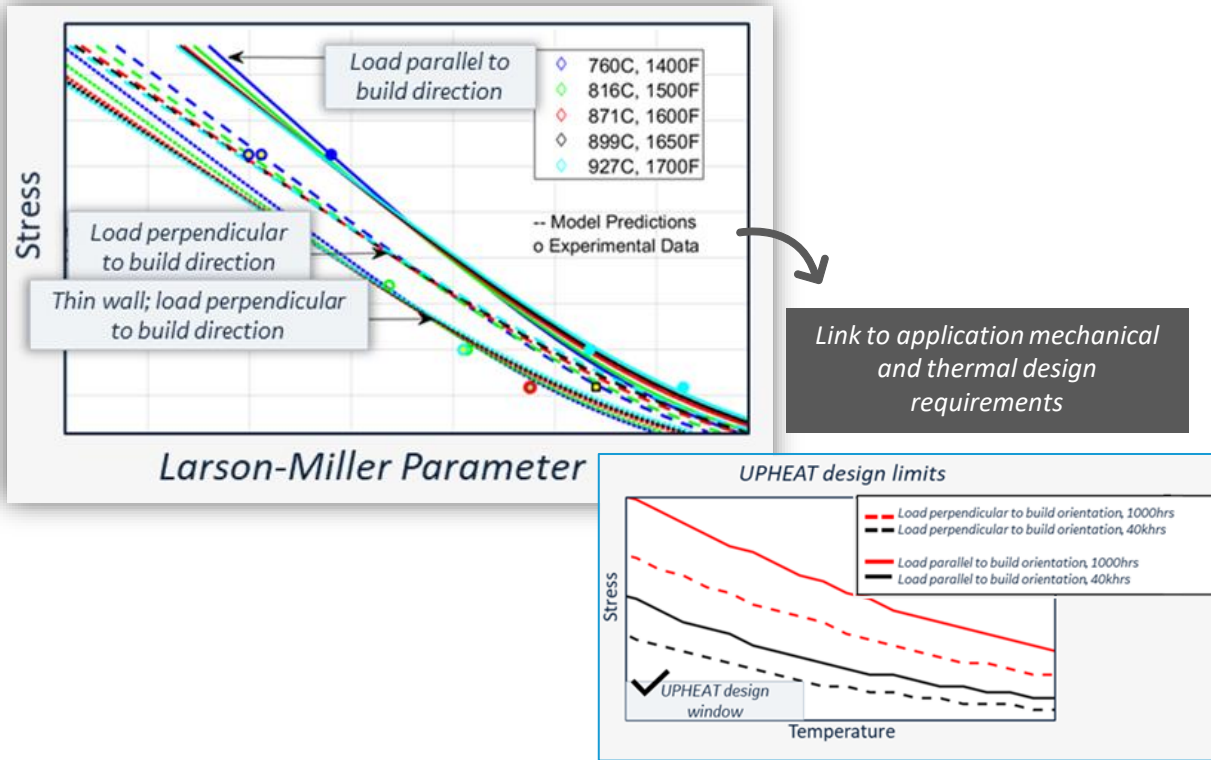 Load parallel to
build direction
760C, 1400F
816C, 1500F
871C, 1600F
899C, 1650F
927C, 1700F
-- Model Predictions
o Experimental Data
Stress
Load perpendicular
to build direction
Thin wall; load perpendicular
to build direction
Larson-Miller Parameter
Link to application mechanical
and thermal design
requirements
UPHEAT design limits
Load perpendicular to build orientation, 1000hrs
Load perpendicular to build orientation, 40khrs
Load parallel to build orientation, 1000hrs
Load parallel to build orientation, 40khrs
Stress
UPHEAT design
window
Temperature